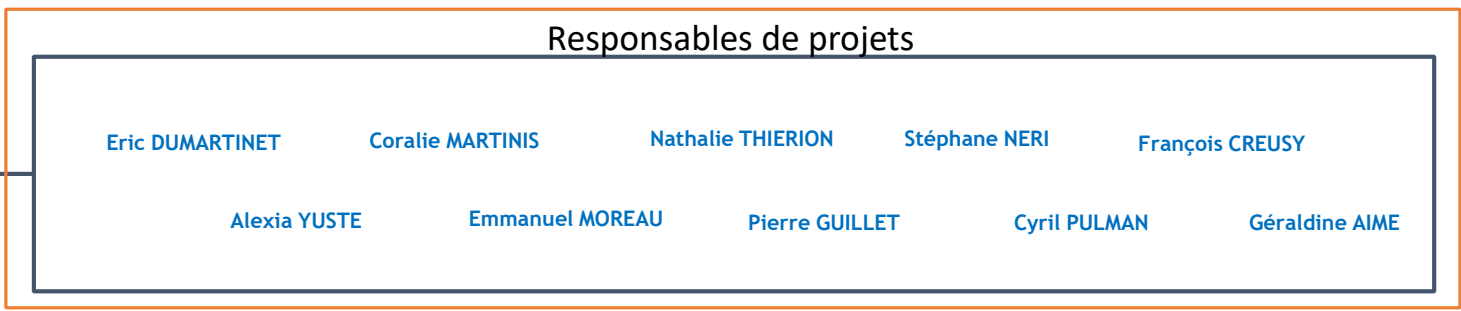 Responsables de projets
Eric DUMARTINET Coralie MARTINIS Nathalie THIERION Stéphane NERI François CREUSY
Alexia YUSTE Emmanuel MOREAU Pierre GUILLET Cyril PULMAN Géraldine AIME